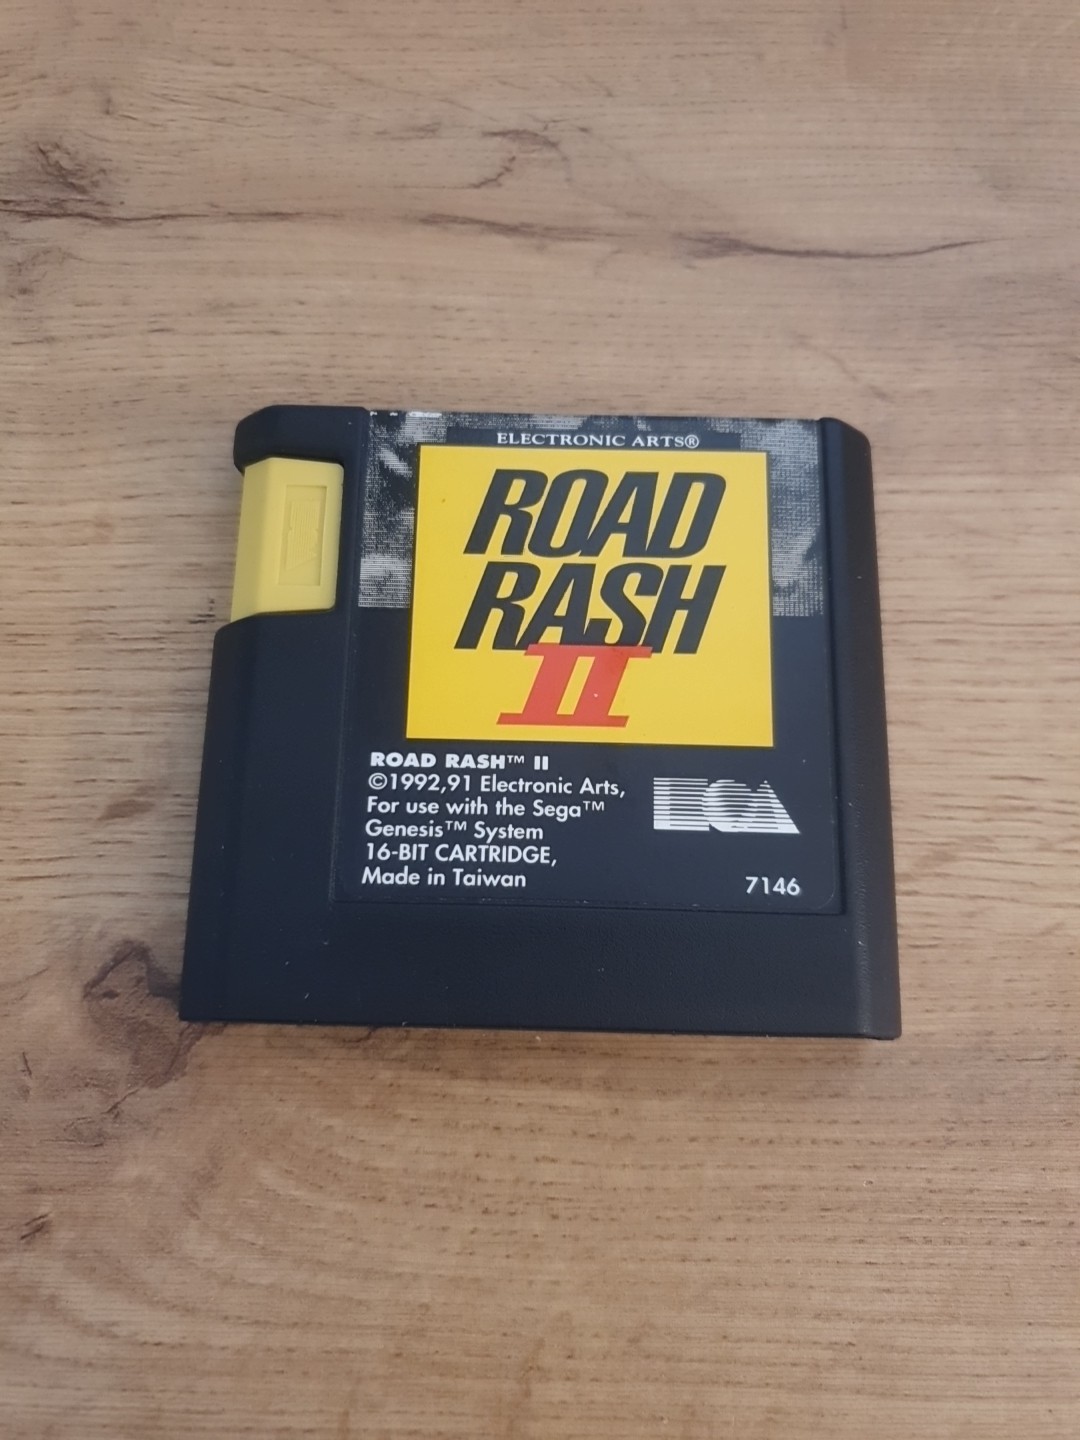 ELECTRONIC ARTS®
ROAD
RASH
II
ROAD RASH™ II
©1992,91 Electronic Arts,
For use with the Sega™
Genesis™ System
16-BIT CARTRIDGE,
Made in Taiwan
EOA
7146